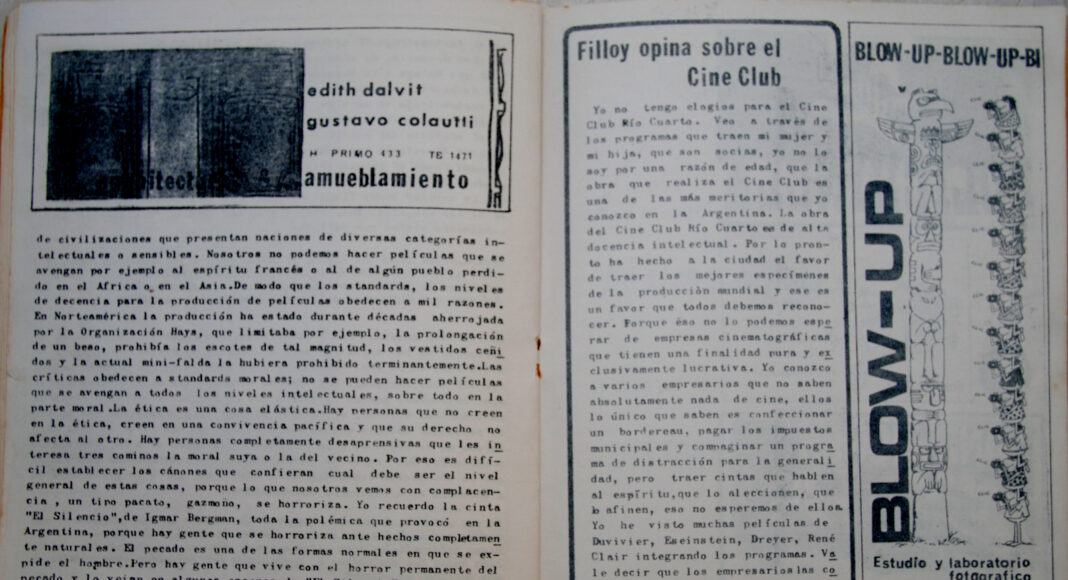 edith dalvit
gustavo colautti
H PRIMO 433 TE 1471
amueblamiento
de civilizaciones que presentan naciones de diversas categorías in-
telectuales o sensibles. Nosotros no podemos hacer películas que se
avengan por ejemplo al espíritu francés o al de algún pueblo perdi-
do en el Africa o en el Asia.De modo que los standards, los niveles
de decencia para la producción de películas obedecen a mil razones.
En Norteamérica la producción ha estado durante décadas aherrojada
por la Organización Hays, que limitaba por ejemplo, la prolongación
de un beso, prohibía los escotes de tal magnitud, los vestidos ceñi
dos y la actual mini-falda la hubiera prohibido terminantemente.Las
críticas obedecen a standards morales; no se pueden hacer películas
que se avengan a todos los niveles intelectuales, sobre todo en la
parte moral.La ética es una cosa elástica.Hay personas que no creen
en la ética, creen en una convivencia pacífica y que su derecho no
afecta al otro. Hay personas completamente desaprensivas que les in
teresa tres cominos la moral suya o la del vecino. Por eso es difí-
cil establecer los cánones que confieran cual debe ser el nivel
general de estas cosas, porque lo que nosotros vemos con complacen-
cia , un tipo pacato, gazmoño, se horroriza. Yo recuerdo la cinta
"El Silencio",de Igmar Bergman, toda la polémica que provocó en la
Argentina, porque hay gente que se horroriza ante hechos completamen
te naturales. El pecado es una de las formas normales en que se ex-
pide el hombre.Pero hay gente que vive con el horror permanente del
pecado y lo veían en
Filloy opina sobre el
Cine Club
Yo no tengo elogios para el Cine
Club Río Cuarto. Veo a través de
los programas que traen mi mujer y
mi hija, que son socias, yo no lo
soy por una razón de edad, que la
obra que realiza el Cine Club es
una de las más meritorias que yo
conozco en la Argentina. La obra
del Cine Club Río Cuarto es de alta
docencia intelectual. Por lo pron-
to ha hecho a la ciudad el favor
de traer los mejores especímenes
de la producciòn mundial y ese es
un favor que todos debemos recono-
cer. Porque éso no lo podemos espe
rar de empresas cinematográficas
que tienen una finalidad pura y ex
clusivamente lucrativa. Yo conozco
a varios empresarios que no saben
absolutamente nada de cine, ellos
lo único que saben es confeccionar
un bordereau, pagar los impuestos
municipales y compaginar un progra
ma de distracción para la generali
dad, pero traer cintas que hablen
al espíritu,que lo aleccionen, que
lo afinen, eso no esperemos de ellos.
Yo he visto muchas películas de
Duvivier, Eseinstein, Dreyer, René
Clair integrando los programas. Va
le decir que los empresarios las co
BLOW-UP-BLOW-UP-Bl
BLOW-UP
Estudio y laboratorio
fotografico